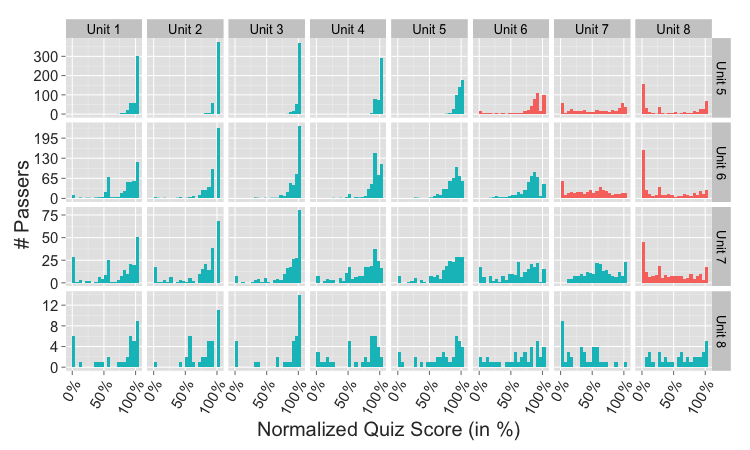 Unit 1 Unit 2 Unit 3 Unit 4 Unit 5 Unit 6 Unit 7 Unit 8
# Passers
300
200
100
0
Unit 5
195
130
65
0
Unit 6
75
50
25
0
Unit 7
12
8
4
0
Unit 8
0% 50% 100% 0% 50% 100% 0% 50% 100% 0% 50% 100% 0% 50% 100% 0% 50% 100% 0% 50% 100% 0% 50% 100%
Normalized Quiz Score (in %)